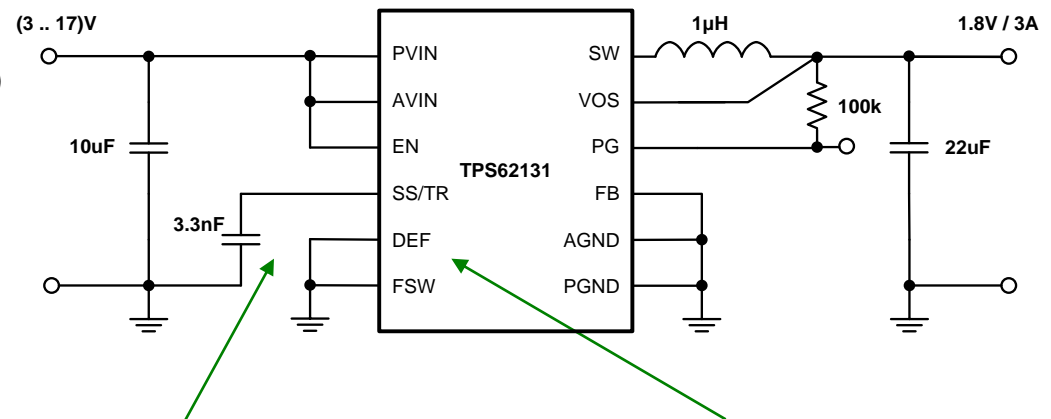 (3 .. 17)V
1µH
1.8V / 3A
PVIN
SW
AVIN
VOS
100k
10uF
EN
PG
22uF
TPS62131
SS/TR
FB
3.3nF
DEF
AGND
FSW
PGND